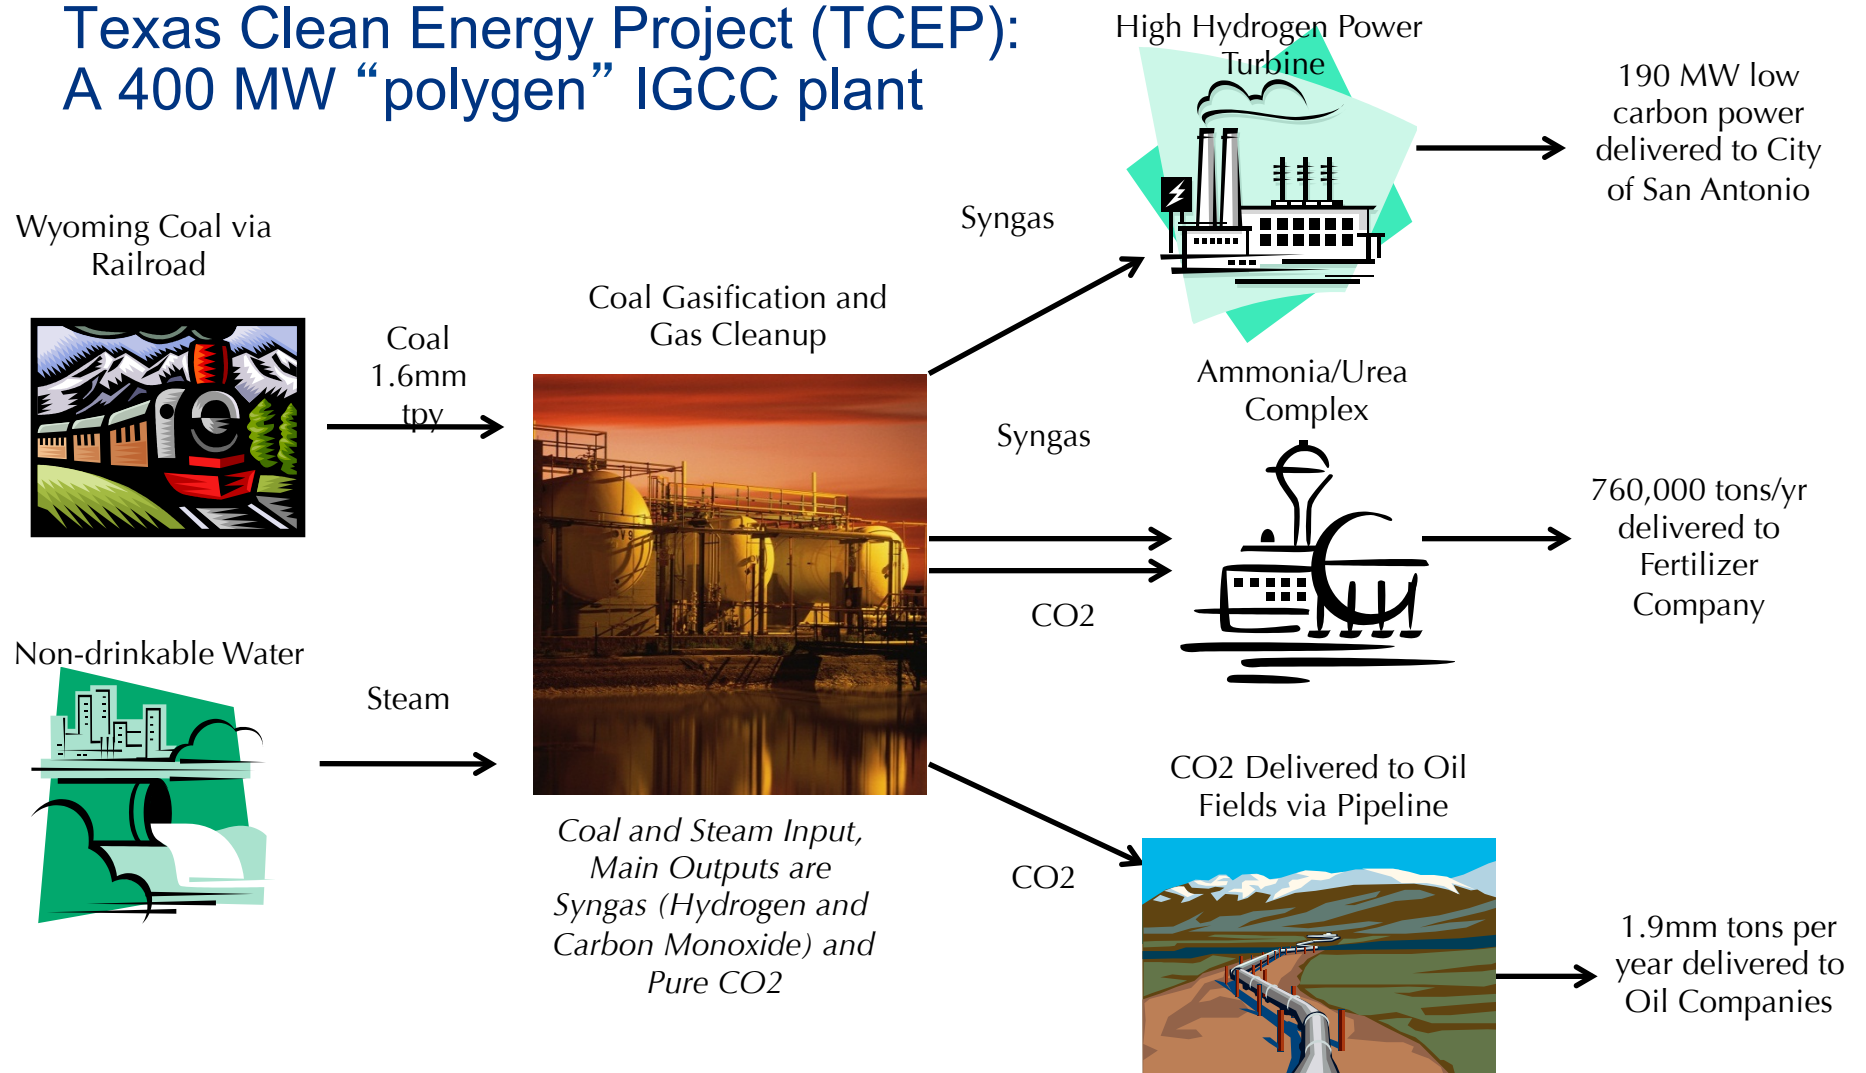 Texas Clean Energy Project (TCEP):
A 400 MW “polygen” IGCC plant
Wyoming Coal via
Railroad
Coal
1.6mm
tpy
Non-drinkable Water
Steam
Coal Gasification and
Gas Cleanup
V 9
Coal and Steam Input,
Main Outputs are
Syngas (Hydrogen and
Carbon Monoxide) and
Pure CO2
Syngas
High Hydrogen Power
Turbine
190 MW low
carbon power
delivered to City
of San Antonio
Syngas
CO2
Ammonia/Urea
Complex
760,000 tons/yr
delivered to
Fertilizer
Company
CO2
CO2 Delivered to Oil
Fields via Pipeline
1.9mm tons per
year delivered to
Oil Companies